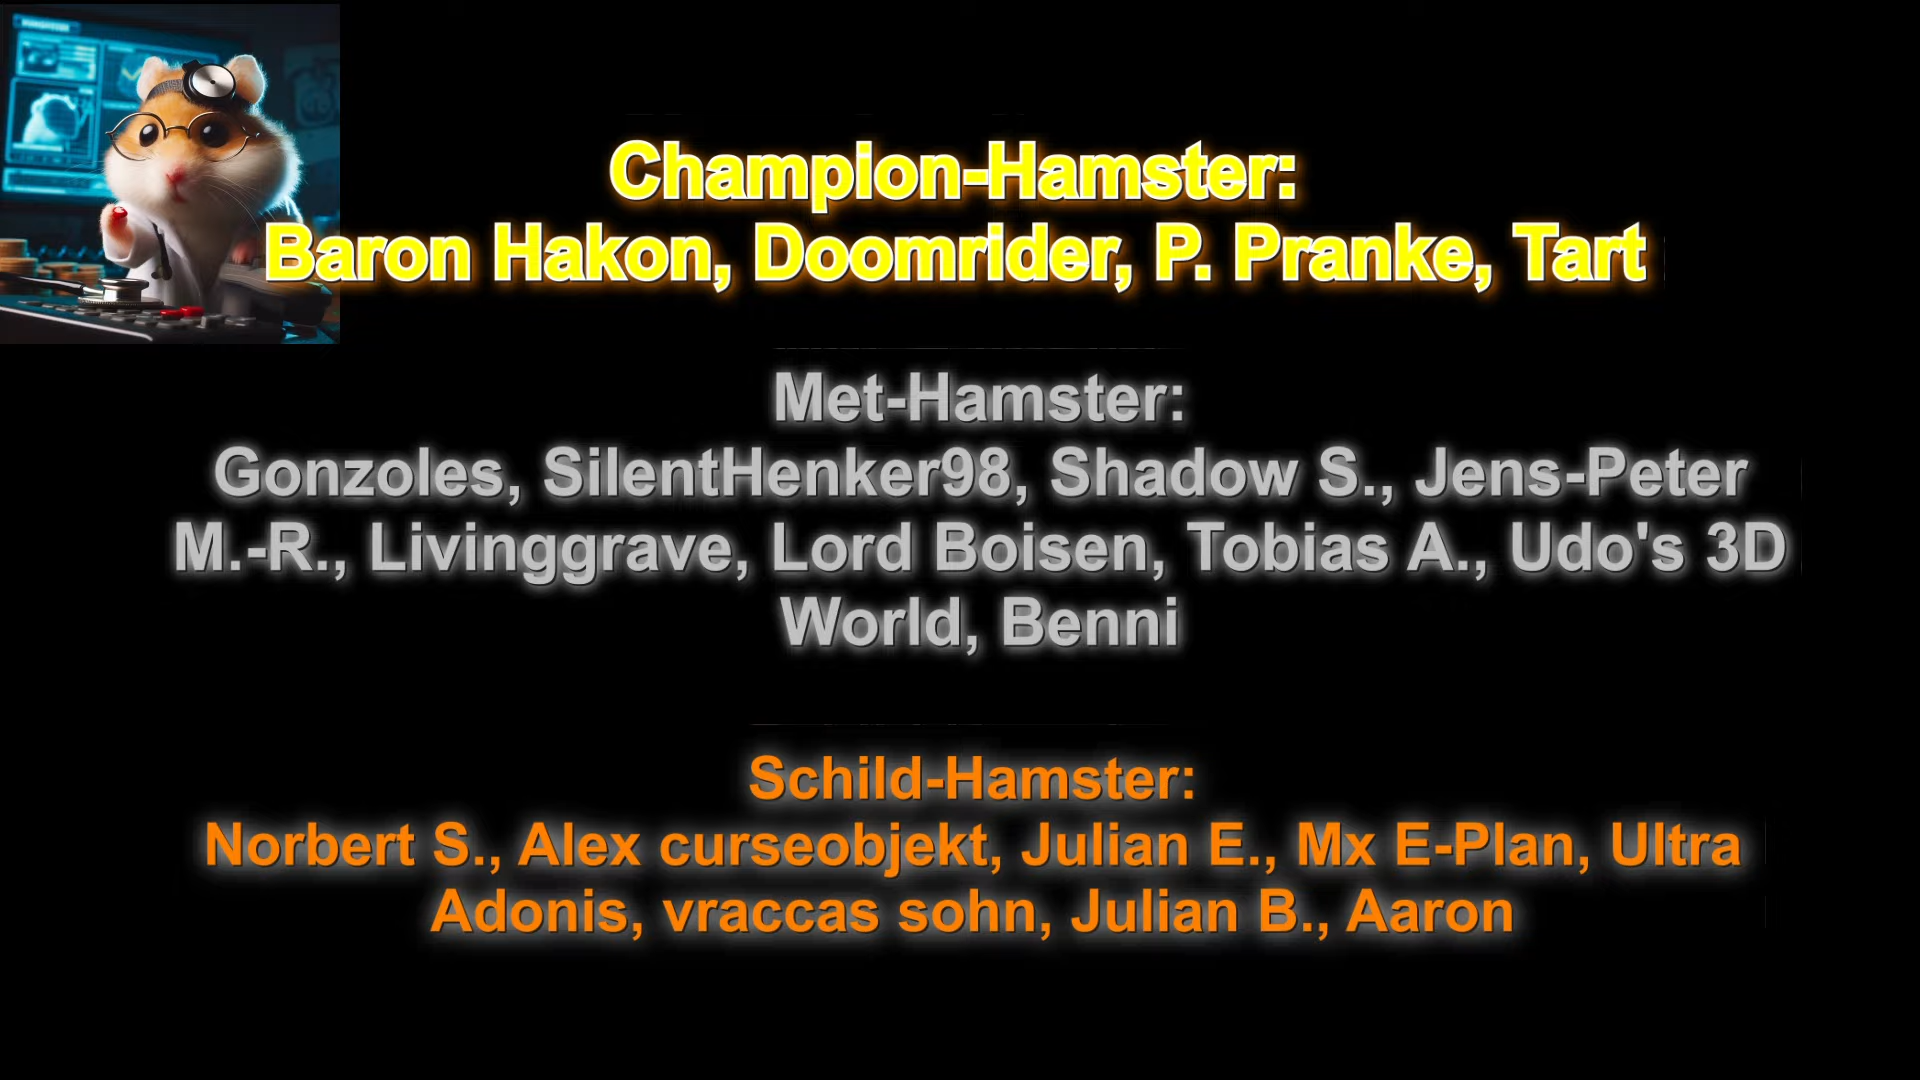 Champion-Hamster:
Baron Hakon, Doomrider, P. Pranke, Tart
Met-Hamster:
Gonzoles, SilentHenker98, Shadow S., Jens-Peter
M.-R., Livinggrave, Lord Boisen, Tobias A., Udo's 3D
World, Benni
Schild-Hamster:
Norbert S., Alex curseobjekt, Julian E., Mx E-Plan, Ultra
Adonis, vraccas sohn, Julian B., Aaron